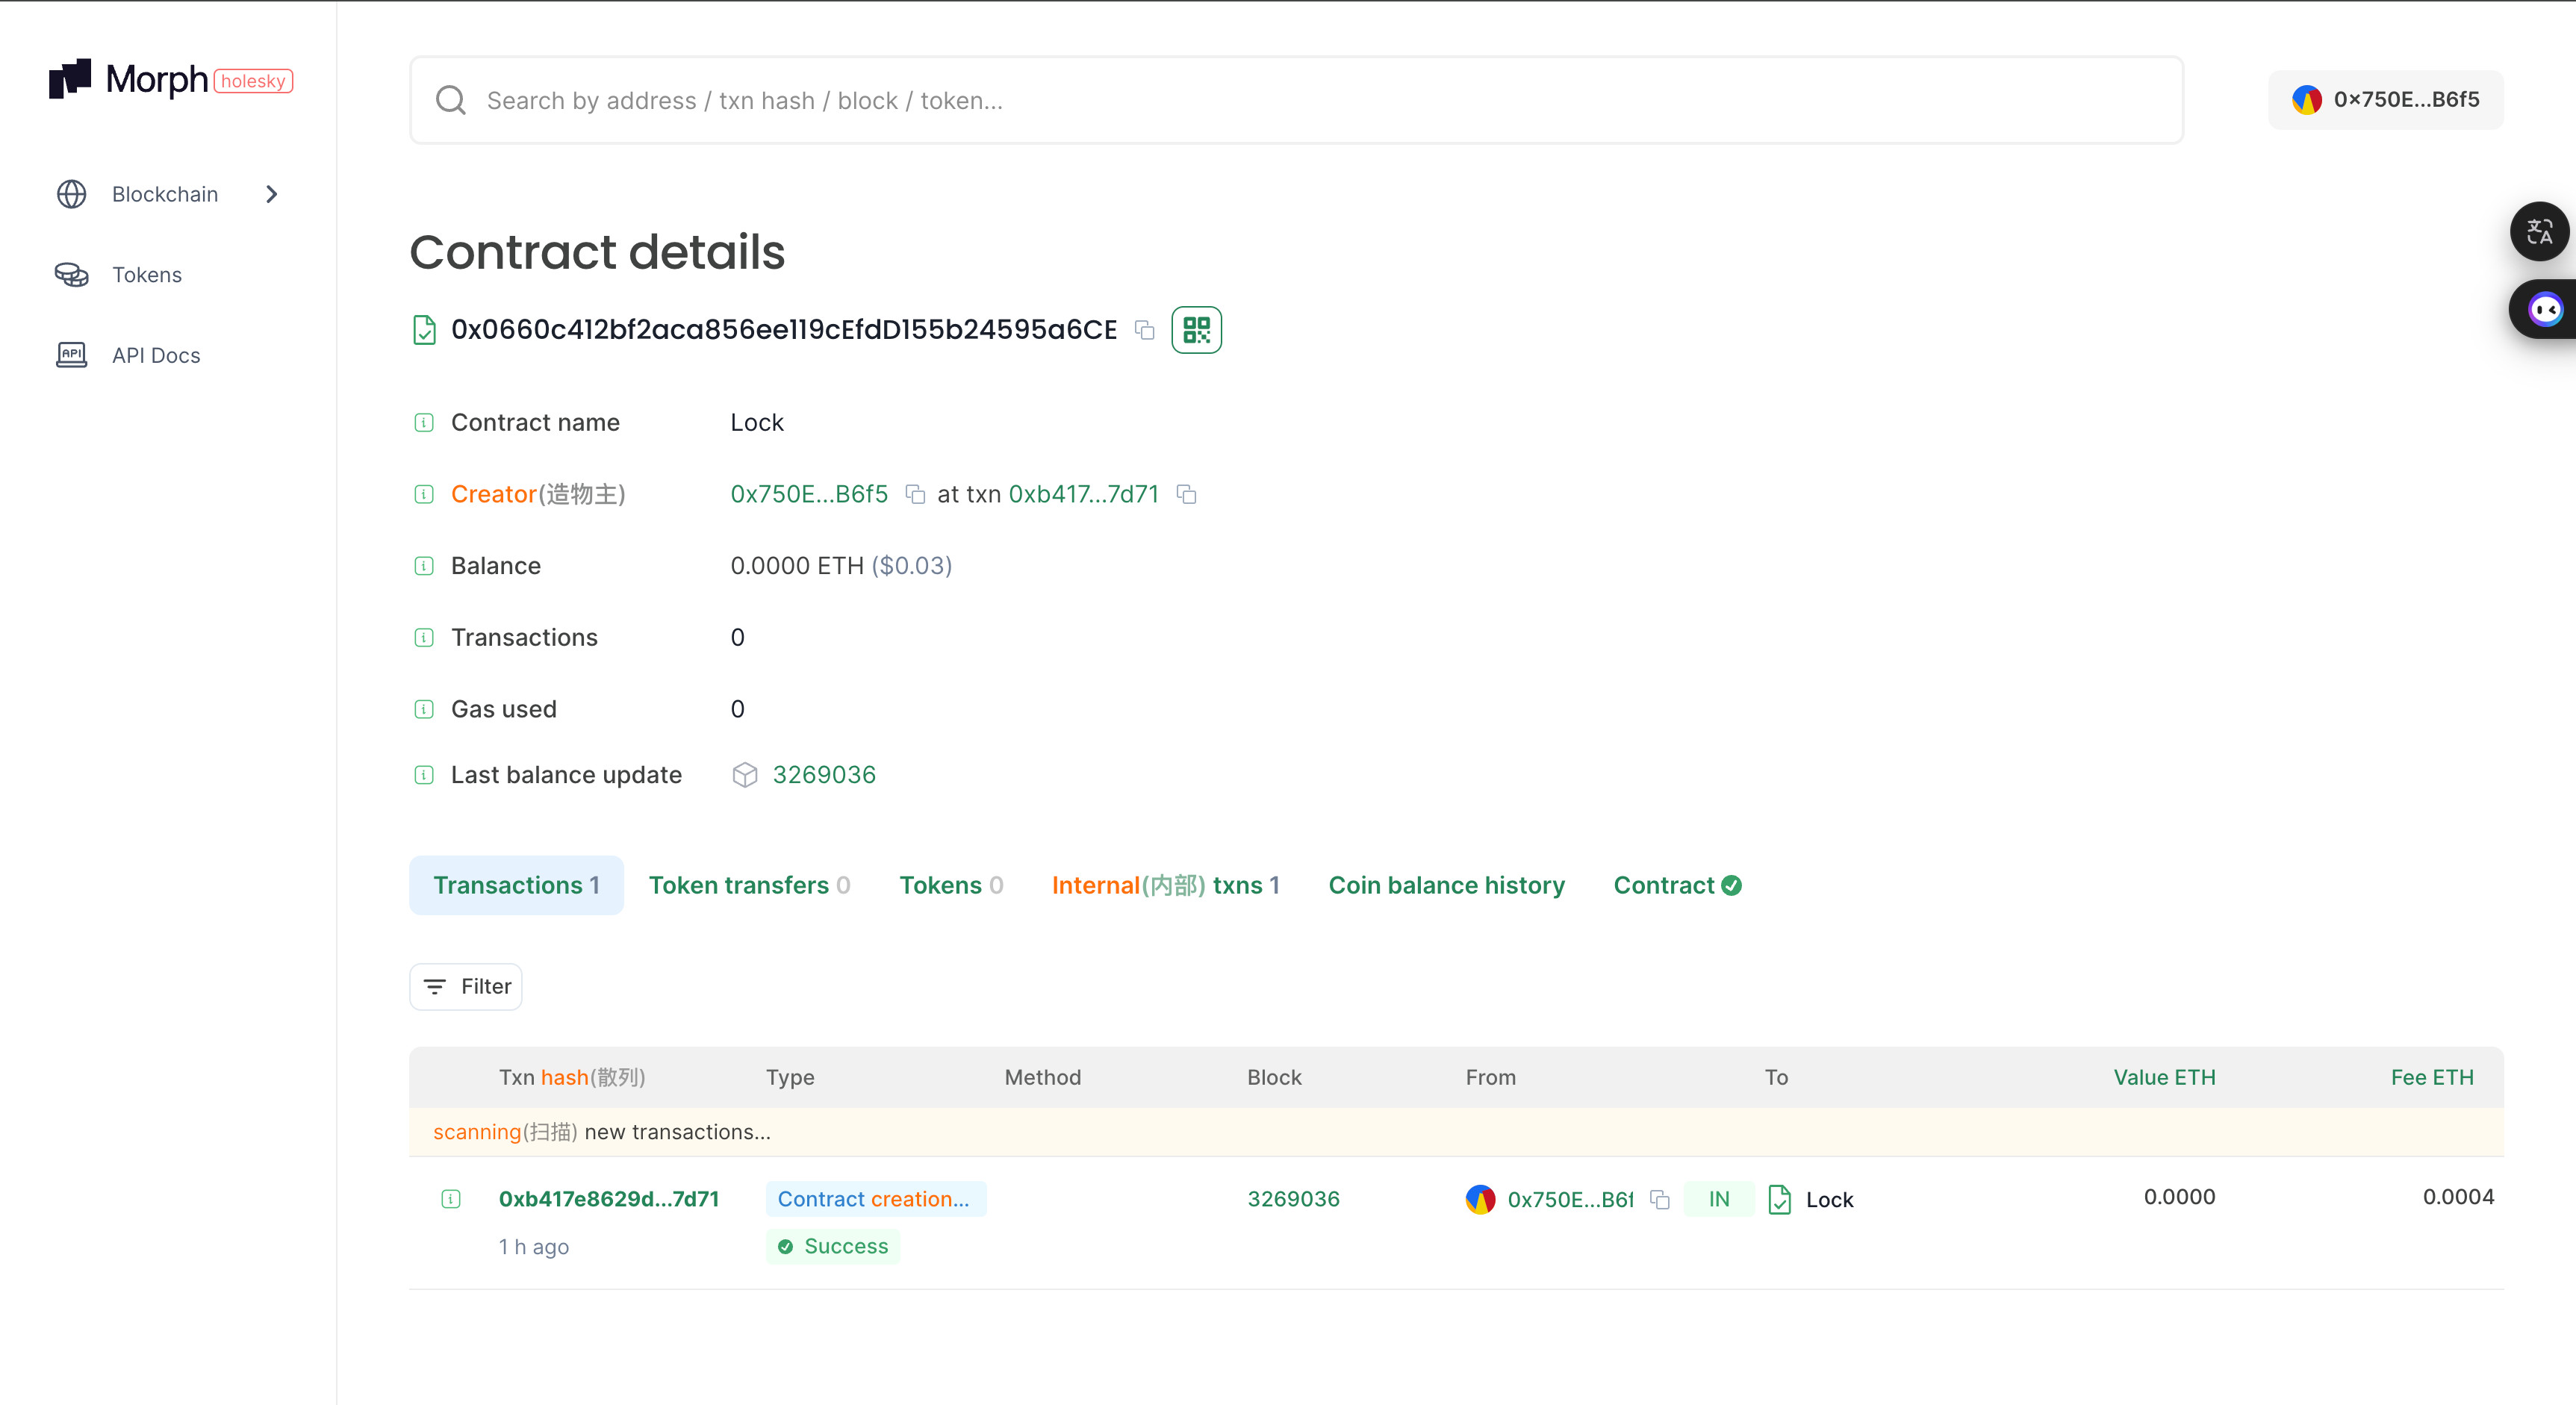 Morph holesky
Search by address / txn hash / block / token...
0×750E...B6f5
Blockchain
Tokens
API Docs
Contract details
0x0660c412bf2aca856ee119cEfdD155b24595a6CE
Contract name Lock
Creator(造物主) 0x750E...B6f5 at txn 0xb417...7d71
Balance 0.0000 ETH ($0.03)
Transactions 0
Gas used 0
Last balance update 3269036
Transactions 1 Token transfers 0 Tokens 0 Internal(内部) txns 1 Coin balance history Contract
Filter
Txn hash(散列) Type Method Block From To Value ETH Fee ETH
scanning(扫描) new transactions...
0xb417e8629d...7d71 Contract creation... 3269036 0x750E...B6f IN Lock 0.0000 0.0004
1 h ago Success